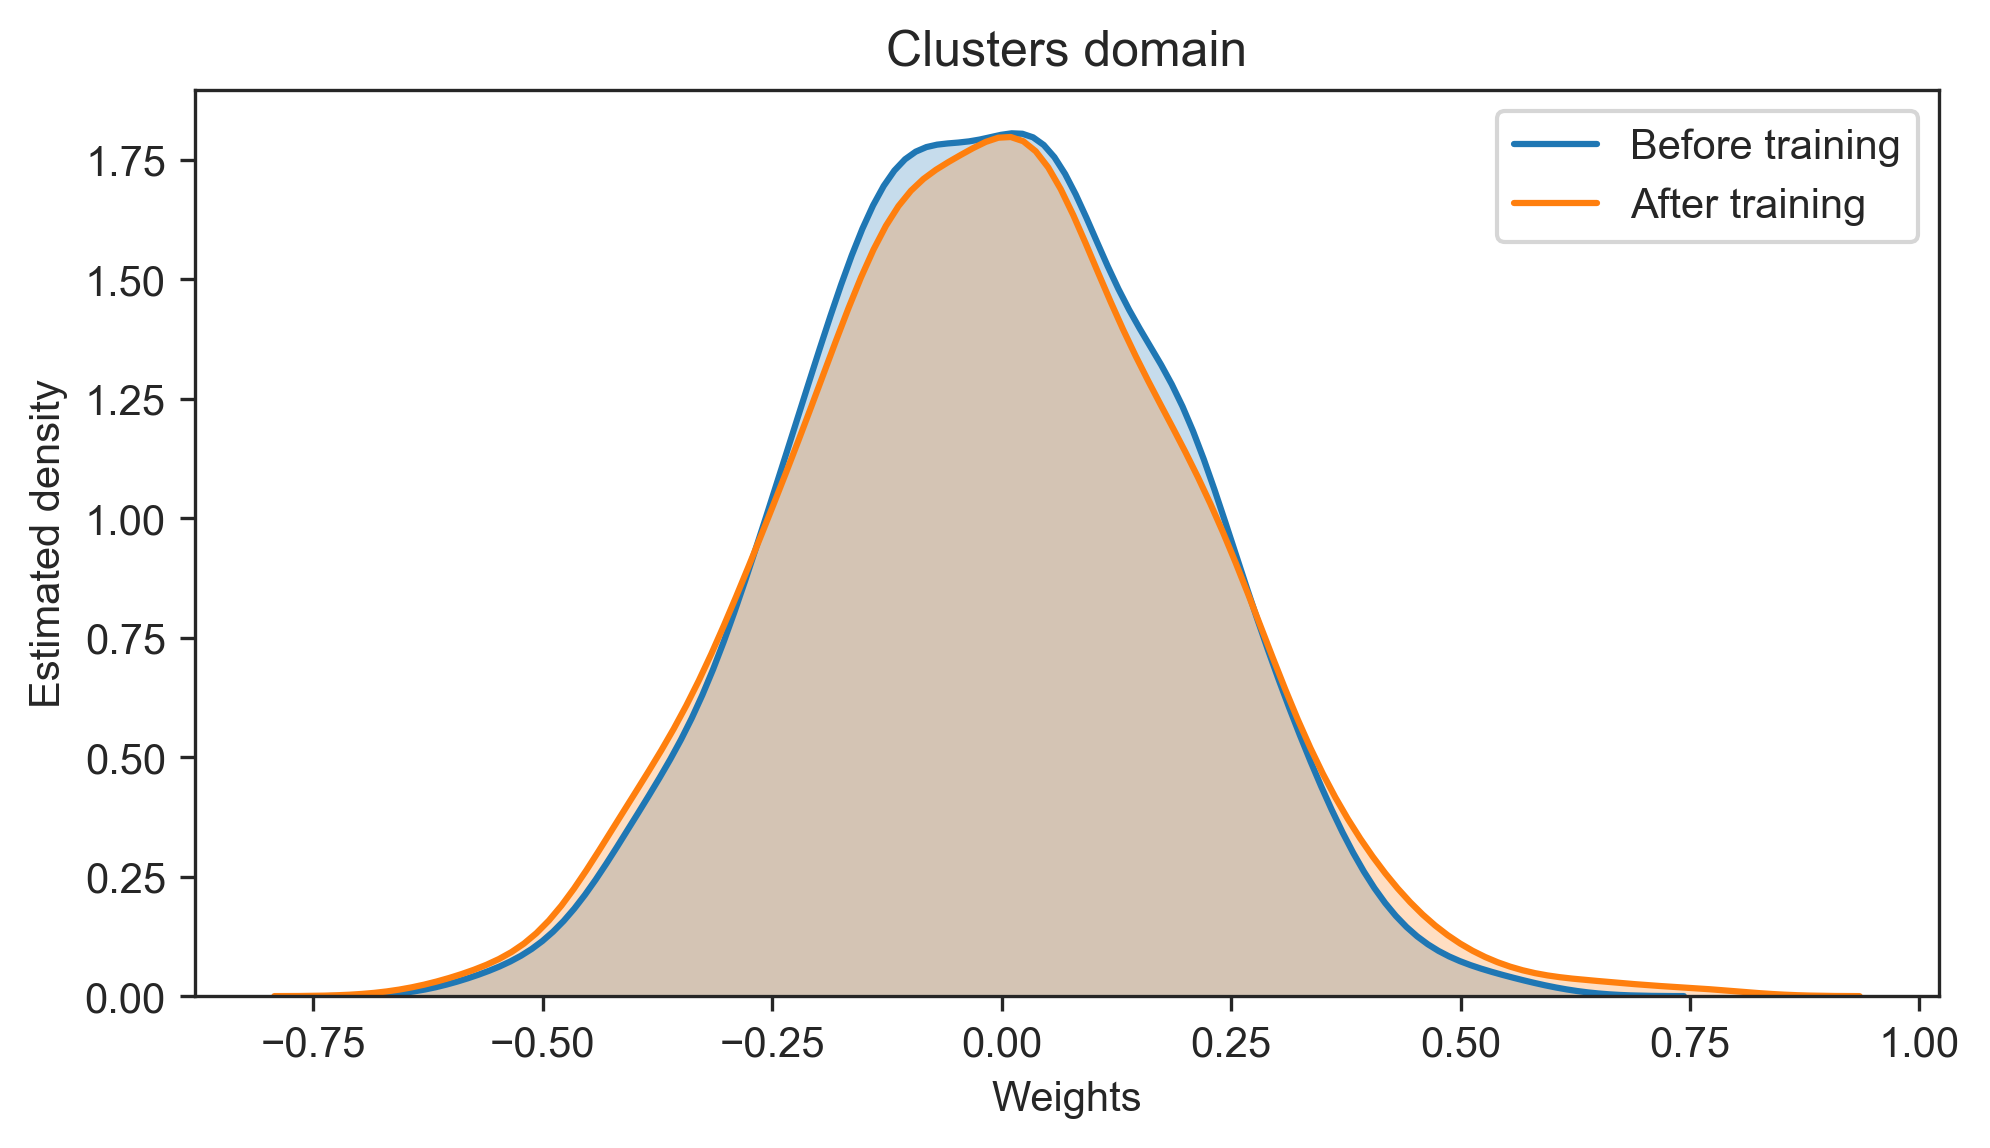 Clusters domain
Before training
After training
Estimated density
1.75
1.50
1.25
1.00
0.75
0.50
0.25
0.00
−0.75 −0.50 −0.25 0.00 0.25 0.50 0.75 1.00
Weights